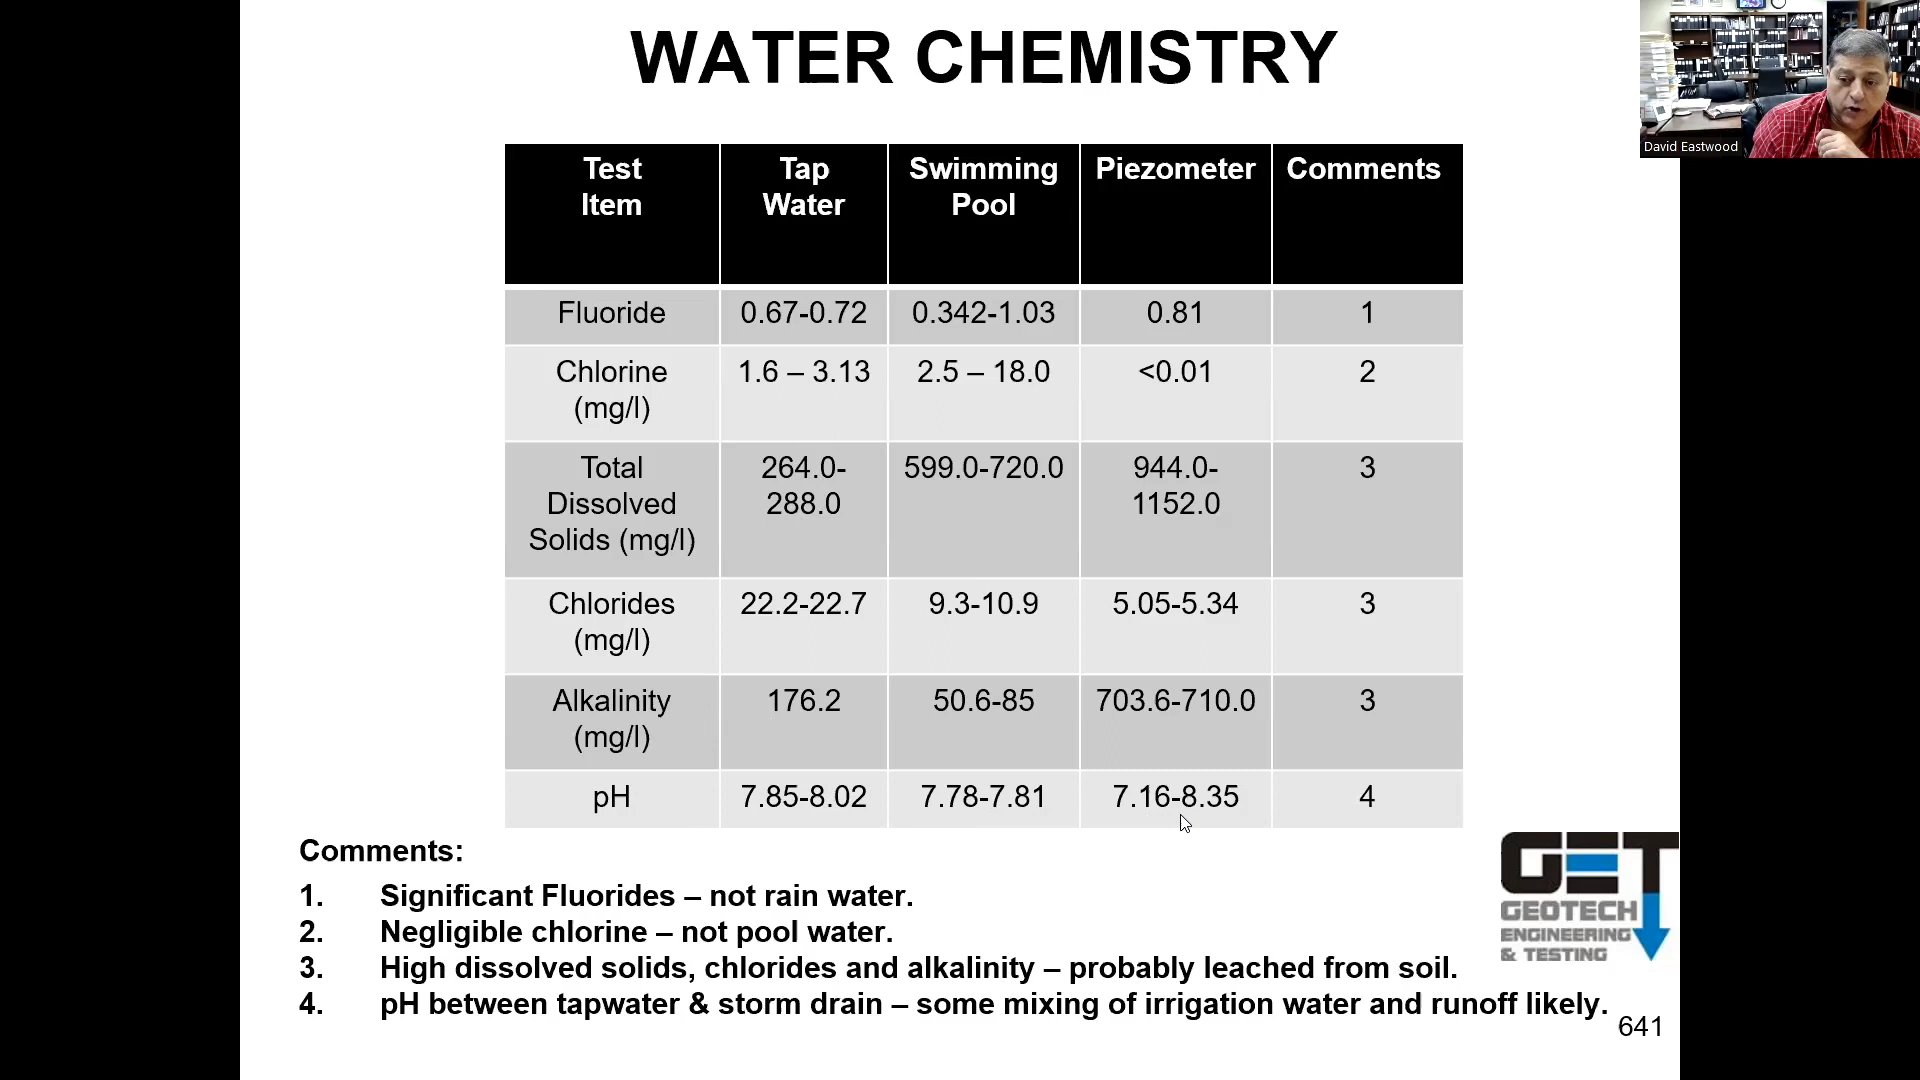 WATER CHEMISTRY
David Eastwood
Test Item
Tap Water
Swimming Pool
Piezometer
Comments
Fluoride
0.67-0.72
0.342-1.03
0.81
1
Chlorine (mg/l)
1.6 – 3.13
2.5 – 18.0
<0.01
2
Total Dissolved Solids (mg/l)
264.0-288.0
599.0-720.0
944.0-1152.0
3
Chlorides (mg/l)
22.2-22.7
9.3-10.9
5.05-5.34
3
Alkalinity (mg/l)
176.2
50.6-85
703.6-710.0
3
pH
7.85-8.02
7.78-7.81
7.16-8.35
4
Comments:
1. Significant Fluorides – not rain water.
2. Negligible chlorine – not pool water.
3. High dissolved solids, chlorides and alkalinity – probably leached from soil.
4. pH between tapwater & storm drain – some mixing of irrigation water and runoff likely.
GET
GEOTECH
ENGINEERING
& TESTING
641